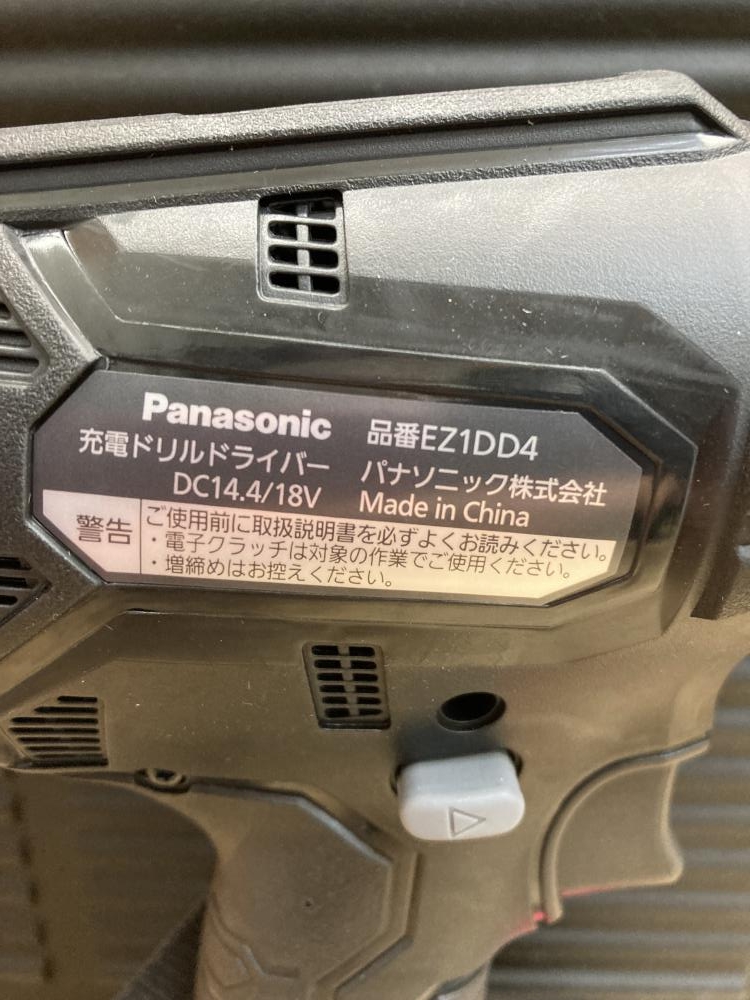 Panasonic 品番EZ1DD4
充電ドリルドライバー パナソニック株式会社
DC14.4/18V Made in China
警告
ご使用前に取扱説明書を必ずよくお読みください。
・電子クラッチは対象の作業でご使用ください。
・増締めはお控えください。